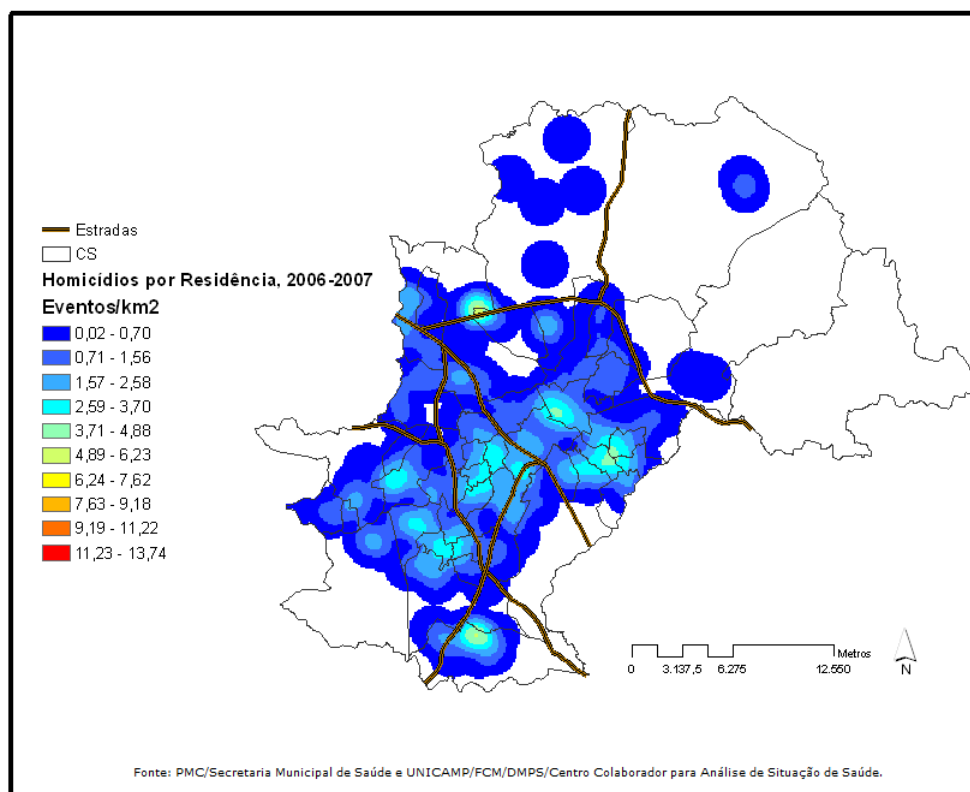 Estradas
CS
Homicídios por Residência, 2006-2007
Eventos/km2
0,02 - 0,70
0,71 - 1,56
1,57 - 2,58
2,59 - 3,70
3,71 - 4,88
4,89 - 6,23
6,24 - 7,62
7,63 - 9,18
9,19 - 11,22
11,23 - 13,74
Metros
0 3.137,5 6.275 12.550
N
Fonte: PMC/Secretaria Municipal de Saúde e UNICAMP/FCM/DMPS/Centro Colaborador para Análise de Situação de Saúde.